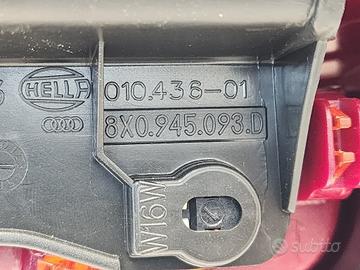 HELLA 010.436-01
8X0.945.093.D
W16W
subito